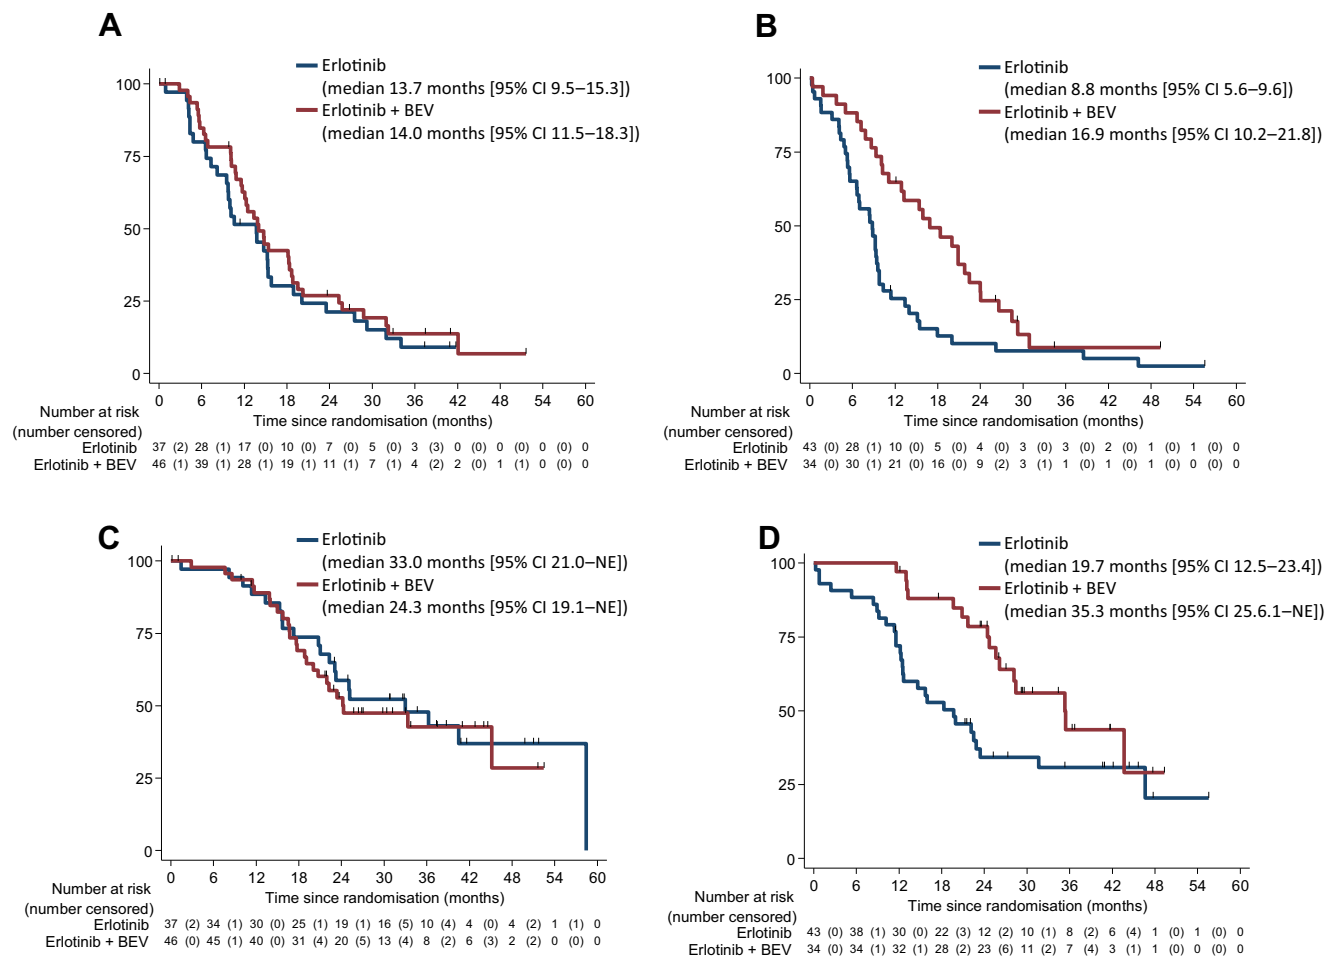 A
Erlotinib
(median 13.7 months [95% CI 9.5–15.3])
Erlotinib + BEV
(median 14.0 months [95% CI 11.5–18.3])
100
75
50
25
0
0 6 12 18 24 30 36 42 48 54 60
Time since randomisation (months)
Number at risk
(number censored)
Erlotinib 37 (2) 28 (1) 17 (0) 10 (0) 7 (0) 5 (0) 3 (3) 0 (0) 0 (0) 0 (0) 0
Erlotinib + BEV 46 (1) 39 (1) 28 (1) 19 (1) 11 (1) 7 (1) 4 (2) 2 (0) 1 (1) 0 (0) 0
B
Erlotinib
(median 8.8 months [95% CI 5.6–9.6])
Erlotinib + BEV
(median 16.9 months [95% CI 10.2–21.8])
100
75
50
25
0
0 6 12 18 24 30 36 42 48 54 60
Time since randomisation (months)
Number at risk
(number censored)
Erlotinib 43 (0) 28 (1) 10 (0) 5 (0) 4 (0) 3 (0) 3 (0) 2 (0) 1 (0) 1 (0) 0
Erlotinib + BEV 34 (0) 30 (1) 21 (0) 16 (0) 9 (2) 3 (1) 1 (0) 1 (0) 1 (0) 0 (0) 0
C
Erlotinib
(median 33.0 months [95% CI 21.0–NE])
Erlotinib + BEV
(median 24.3 months [95% CI 19.1–NE])
100
75
50
25
0
0 6 12 18 24 30 36 42 48 54 60
Time since randomisation (months)
Number at risk
(number censored)
Erlotinib 37 (2) 34 (1) 30 (0) 25 (1) 19 (1) 16 (5) 10 (4) 4 (0) 4 (2) 1 (1) 0
Erlotinib + BEV 46 (0) 45 (1) 40 (0) 31 (4) 20 (5) 13 (4) 8 (2) 6 (3) 2 (2) 0 (0) 0
D
Erlotinib
(median 19.7 months [95% CI 12.5–23.4])
Erlotinib + BEV
(median 35.3 months [95% CI 25.6.1–NE])
100
75
50
25
0
0 6 12 18 24 30 36 42 48 54 60
Time since randomisation (months)
Number at risk
(number censored)
Erlotinib 43 (0) 38 (1) 30 (0) 22 (3) 12 (2) 10 (1) 8 (2) 6 (4) 1 (0) 1 (0) 0
Erlotinib + BEV 34 (0) 34 (1) 32 (1) 28 (2) 23 (6) 11 (2) 7 (4) 3 (1) 1 (0) 0 (0) 0